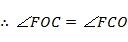 ∴ ∠FOC = ∠FCO